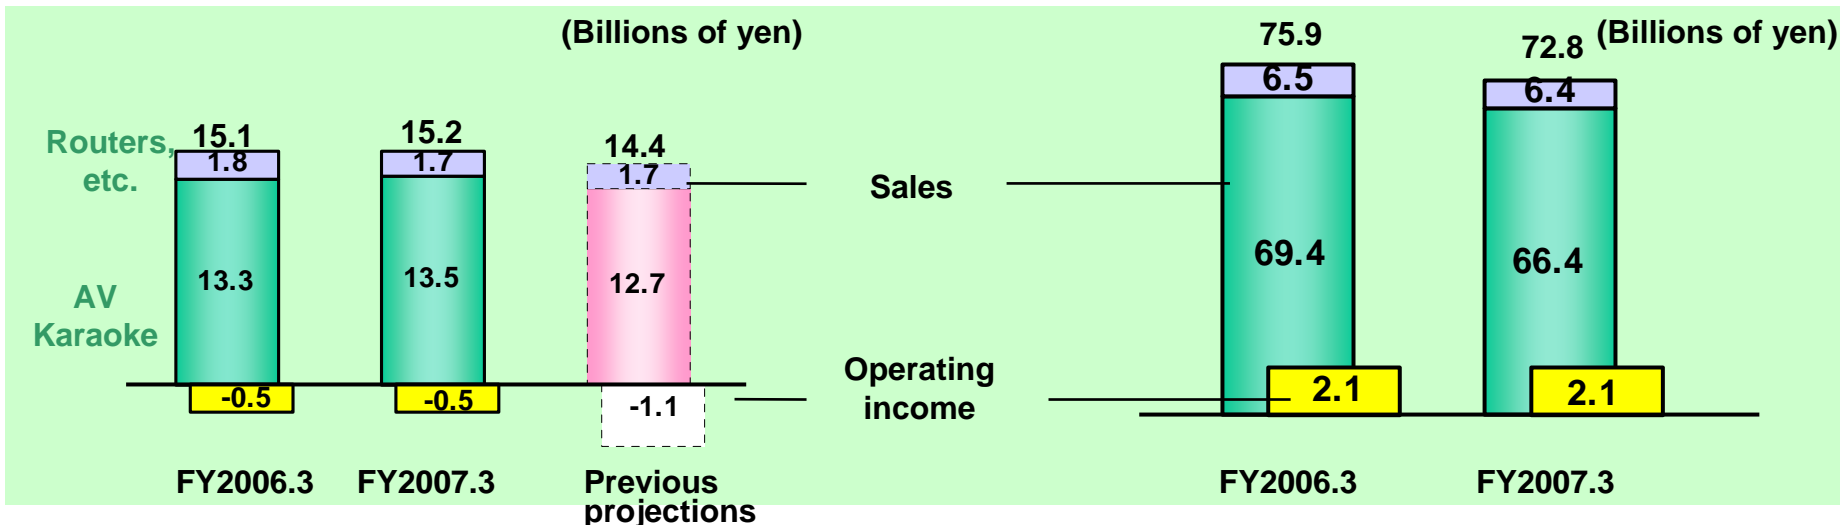 (Billions of yen)
(Billions of yen)
75.9
72.8
6.5
6.4
Routers,
etc.
15.1
15.2
14.4
1.8
1.7
1.7
Sales
AV
Karaoke
13.3
13.5
12.7
69.4
66.4
Operating
income
-0.5
-0.5
-1.1
2.1
2.1
FY2006.3
FY2007.3
Previous
projections
FY2006.3
FY2007.3